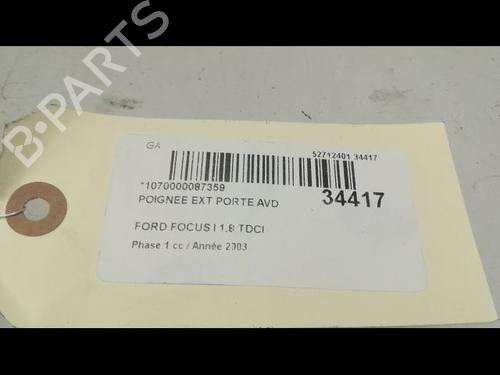 B-PARTS
GA
52712401 34417
*1070000087359
POIGNEE EXT PORTE AVD
34417
FORD FOCUS I 1.8 TDCI
Phase 1 cc / Année 2003